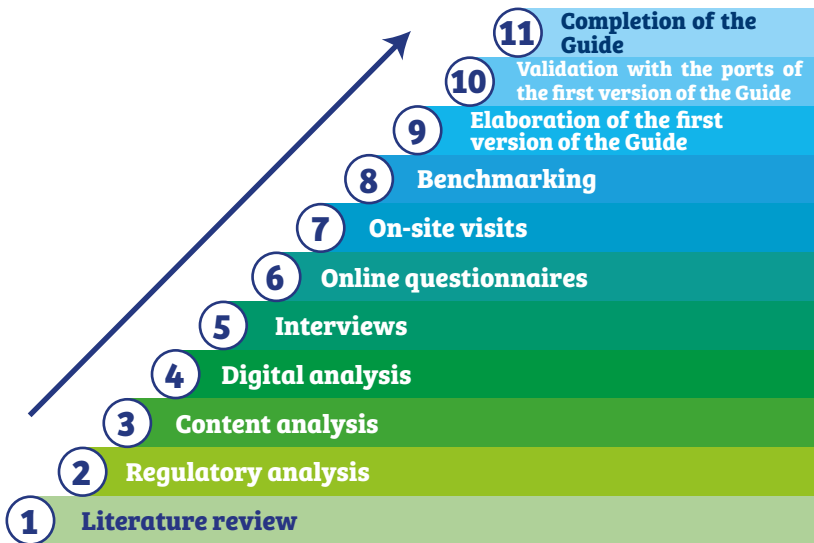 11 Completion of the
Guide
10 Validation with the ports of
the first version of the Guide
9 Elaboration of the first
version of the Guide
8 Benchmarking
7 On-site visits
6 Online questionnaires
5 Interviews
4 Digital analysis
3 Content analysis
2 Regulatory analysis
1 Literature review